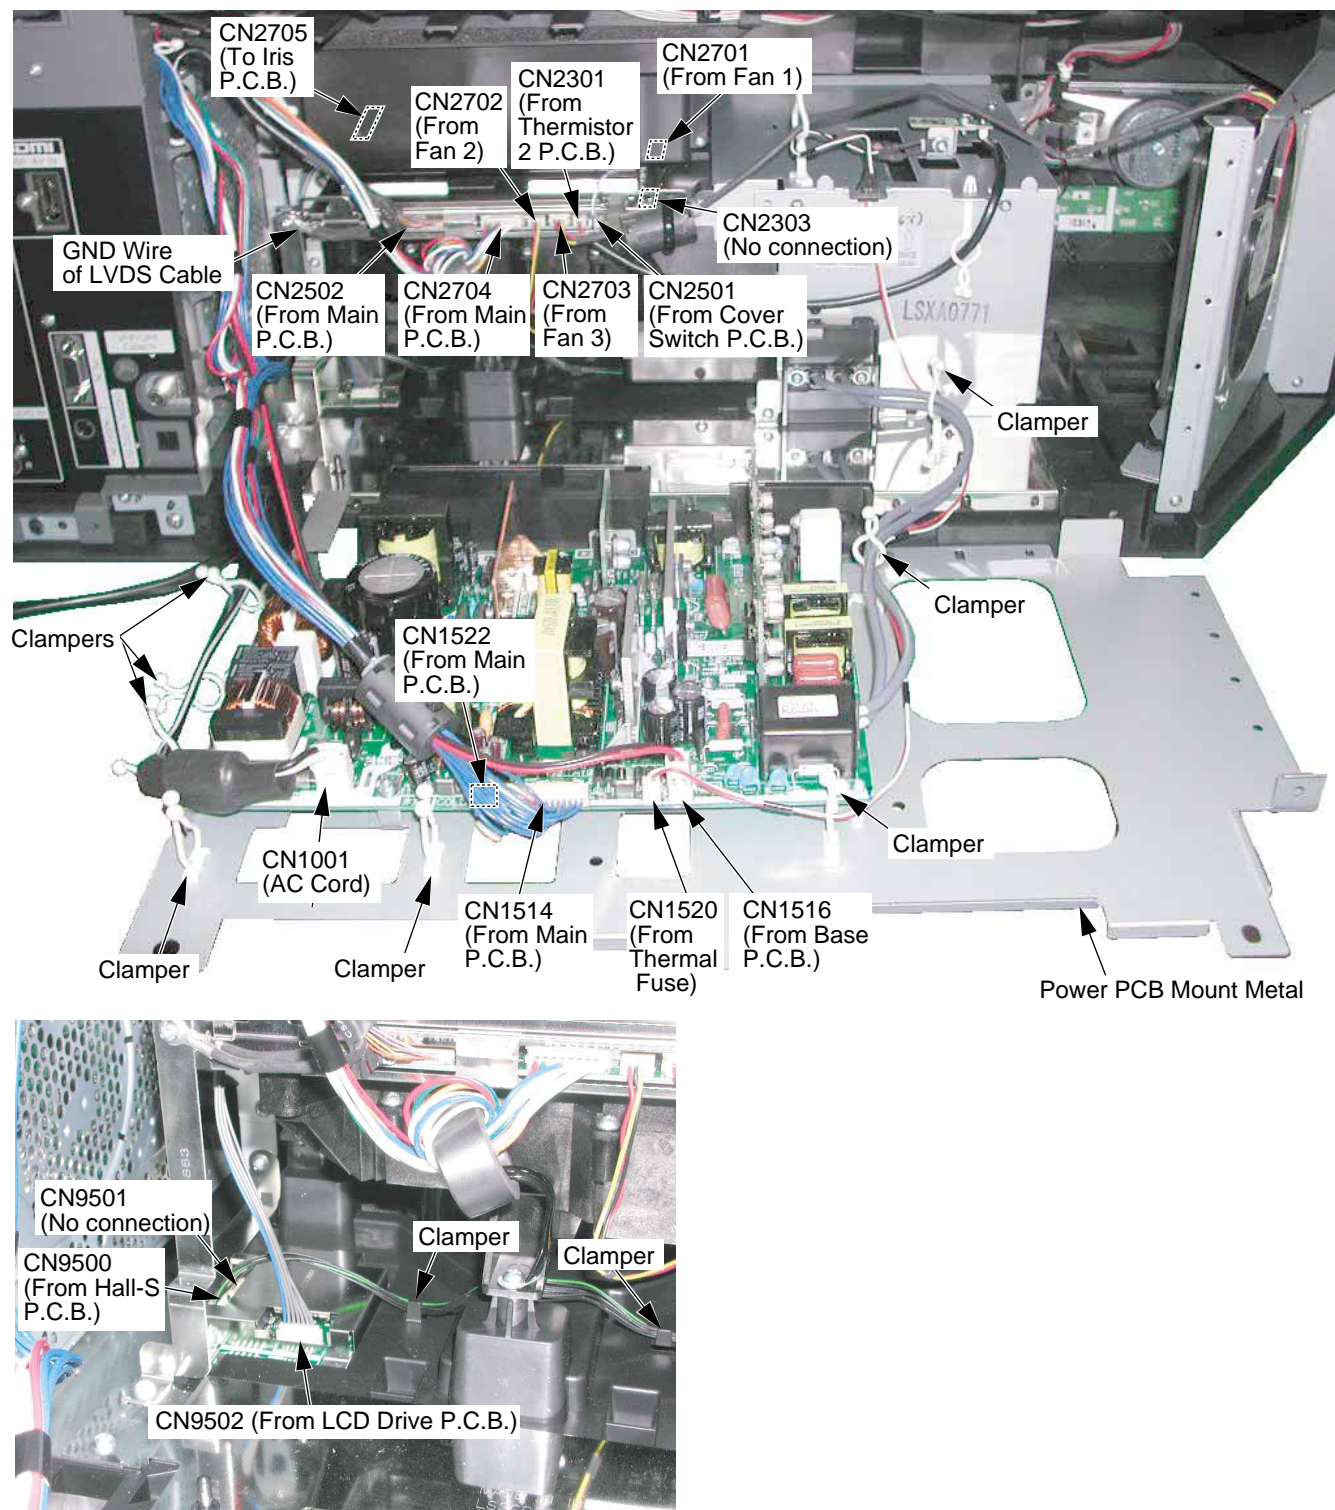 CN2705
(To Iris
P.C.B.)
CN2701
(From Fan 1)
CN2301
(From
Thermistor
2 P.C.B.)
CN2702
(From
Fan 2)
CN2303
(No connection)
GND Wire
of LVDS Cable
CN2502
(From Main
P.C.B.)
CN2704
(From Main
P.C.B.)
CN2703
(From
Fan 3)
CN2501
(From Cover
Switch P.C.B.)
LSXA0771
Clamper
Clamper
Clampers
CN1522
(From Main
P.C.B.)
Clamper
CN1001
(AC Cord)
CN1514
(From Main
P.C.B.)
CN1520
(From
Thermal
Fuse)
CN1516
(From Base
P.C.B.)
Clamper
Clamper
Power PCB Mount Metal
CN9501
(No connection)
Clamper
Clamper
CN9500
(From Hall-S
P.C.B.)
CN9502 (From LCD Drive P.C.B.)